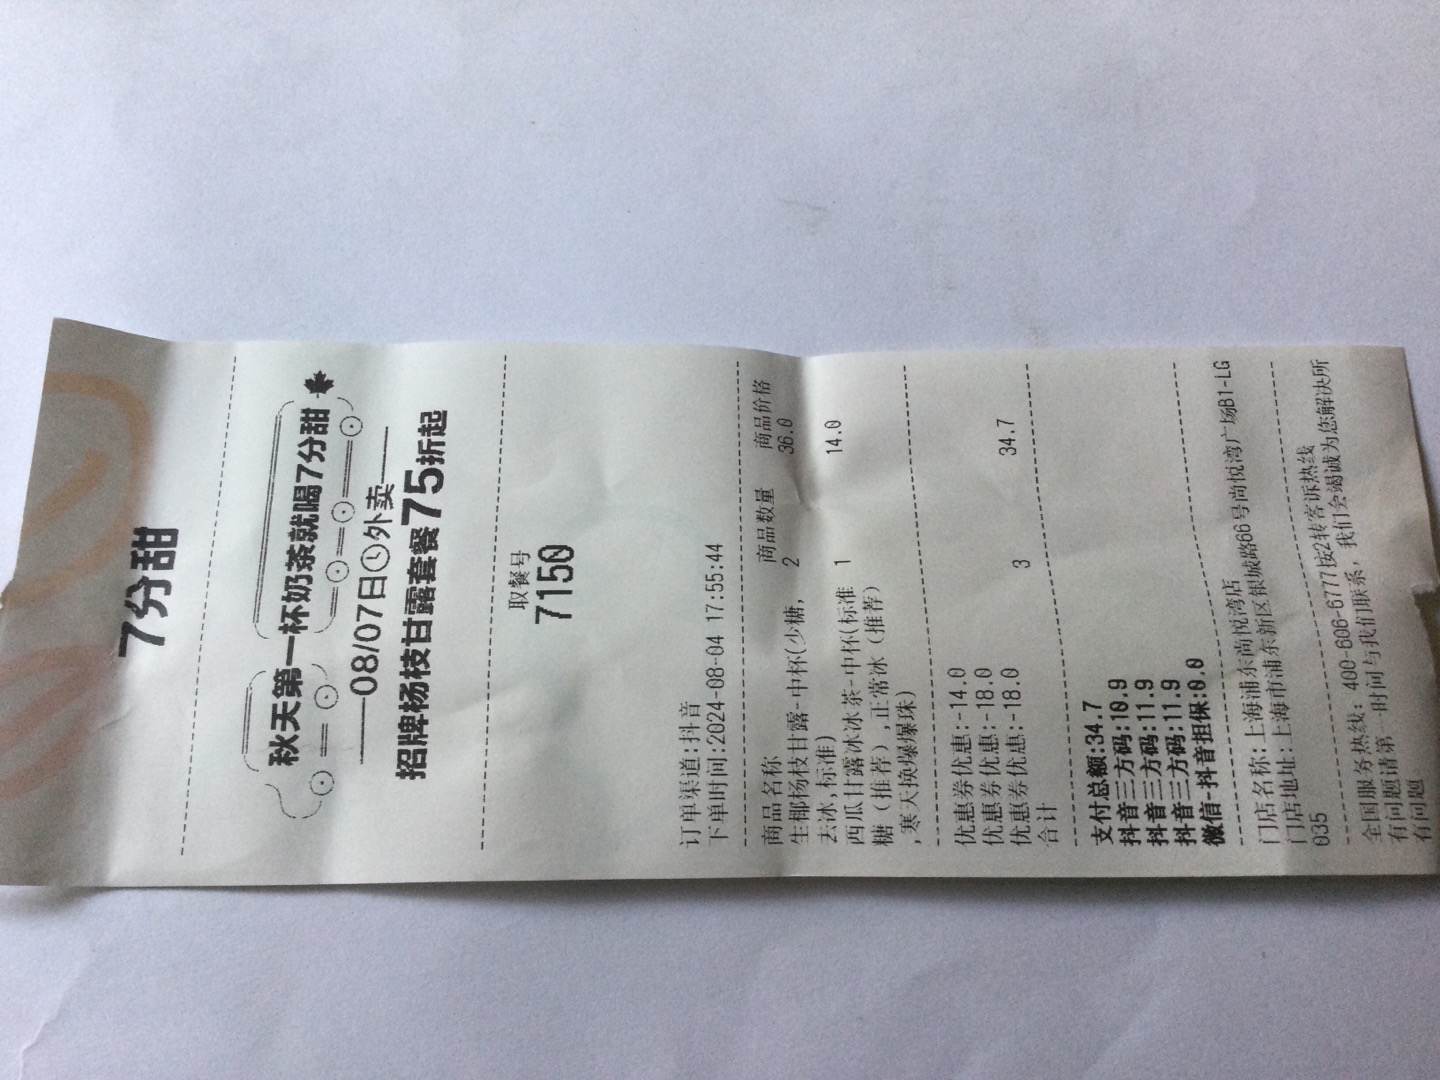 7分甜
秋天第一杯奶茶就喝7分甜
08/07日外卖
招牌杨枝甘露套餐75折起
取餐号
7150
订单渠道:抖音
下单时间:2024-08-04 17:55:44
商品名称 商品数量 商品价格
生椰杨枝甘露-中杯(少糖, 2 36.0
去冰,标准)
西瓜甘露冰冰茶-中杯(标准 1 14.0
糖（推荐）,正常冰（推荐）
,寒天换爆爆珠)
优惠券优惠:-14.0
优惠券优惠:-18.0
优惠券优惠:-18.0 34.7
合计 3
支付总额:34.7
抖音三方码:10.9
抖音三方码:11.9
抖音三方码:11.9
微信-抖音担保:0.0
门店名称:上海浦东尚悦湾店
门店地址:上海市浦东新区银城路66号尚悦湾广场B1-LG
035
全国服务热线: 400-606-6777按2转客诉热线
有问题请第一时间与我们联系, 我们会竭诚为您解决所
有问题